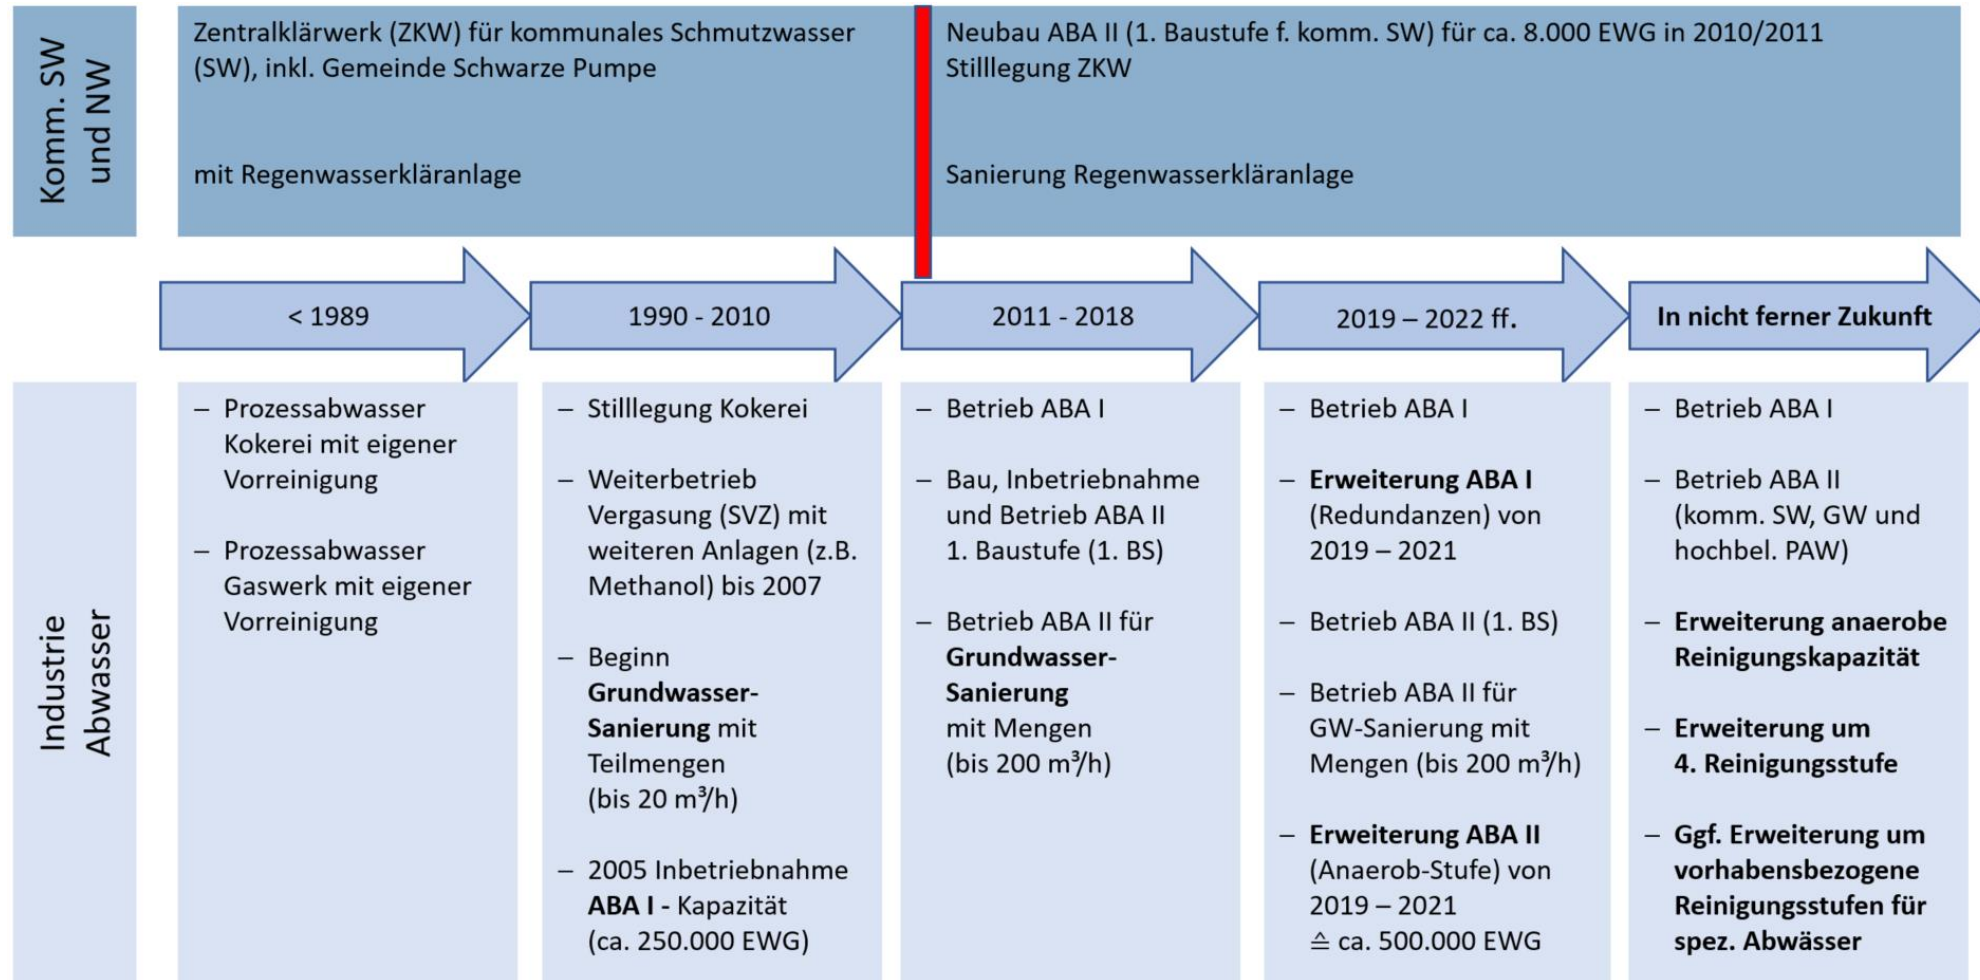 Komm. SW
und NW
Zentralklärwerk (ZKW) für kommunales Schmutzwasser
(SW), inkl. Gemeinde Schwarze Pumpe
mit Regenwasserkläranlage
Neubau ABA II (1. Baustufe f. komm. SW) für ca. 8.000 EWG in 2010/2011
Stilllegung ZKW
Sanierung Regenwasserkläranlage
< 1989
1990 - 2010
2011 - 2018
2019 – 2022 ff.
In nicht ferner Zukunft
Industrie
Abwasser
– Prozessabwasser
Kokerei mit eigener
Vorreinigung
– Prozessabwasser
Gaswerk mit eigener
Vorreinigung
– Stilllegung Kokerei
– Weiterbetrieb
Vergasung (SVZ) mit
weiteren Anlagen (z.B.
Methanol) bis 2007
– Beginn
Grundwasser-
Sanierung mit
Teilmengen
(bis 20 m³/h)
– 2005 Inbetriebnahme
ABA I - Kapazität
(ca. 250.000 EWG)
– Betrieb ABA I
– Bau, Inbetriebnahme
und Betrieb ABA II
1. Baustufe (1. BS)
– Betrieb ABA II für
Grundwasser-
Sanierung
mit Mengen
(bis 200 m³/h)
– Betrieb ABA I
– Erweiterung ABA I
(Redundanzen) von
2019 – 2021
– Betrieb ABA II (1. BS)
– Betrieb ABA II für
GW-Sanierung mit
Mengen (bis 200 m³/h)
– Erweiterung ABA II
(Anaerob-Stufe) von
2019 – 2021
≙ ca. 500.000 EWG
– Betrieb ABA I
– Betrieb ABA II
(komm. SW, GW und
hochbel. PAW)
– Erweiterung anaerobe
Reinigungskapazität
– Erweiterung um
4. Reinigungsstufe
– Ggf. Erweiterung um
vorhabensbezogene
Reinigungsstufen für
spez. Abwässer